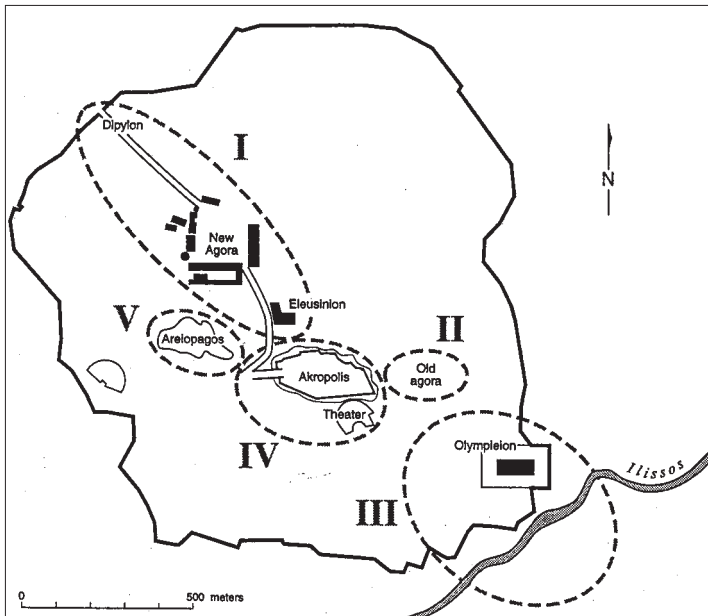 Dipylon
I
N
New
Agora
Eleusinion
V
Areiopagos
II
Old
agora
Akropolis
Theater
IV
Olympieion
Ilissos
III
0
500 meters